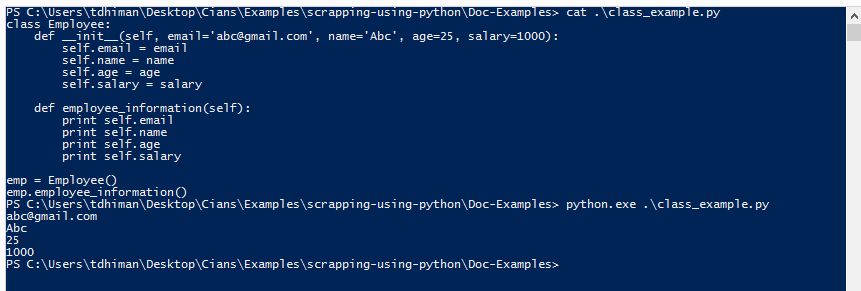 PS C:\Users\tdhiman\Desktop\Cians\Examples\scrapping-using-python\Doc-Examples> cat .\class_example.py
class Employee:
    def __init__(self, email='abc@gmail.com', name='Abc', age=25, salary=1000):
        self.email = email
        self.name = name
        self.age = age
        self.salary = salary

    def employee_information(self):
        print self.email
        print self.name
        print self.age
        print self.salary

emp = Employee()
emp.employee_information()
PS C:\Users\tdhiman\Desktop\Cians\Examples\scrapping-using-python\Doc-Examples> python.exe .\class_example.py
abc@gmail.com
Abc
25
1000
PS C:\Users\tdhiman\Desktop\Cians\Examples\scrapping-using-python\Doc-Examples>